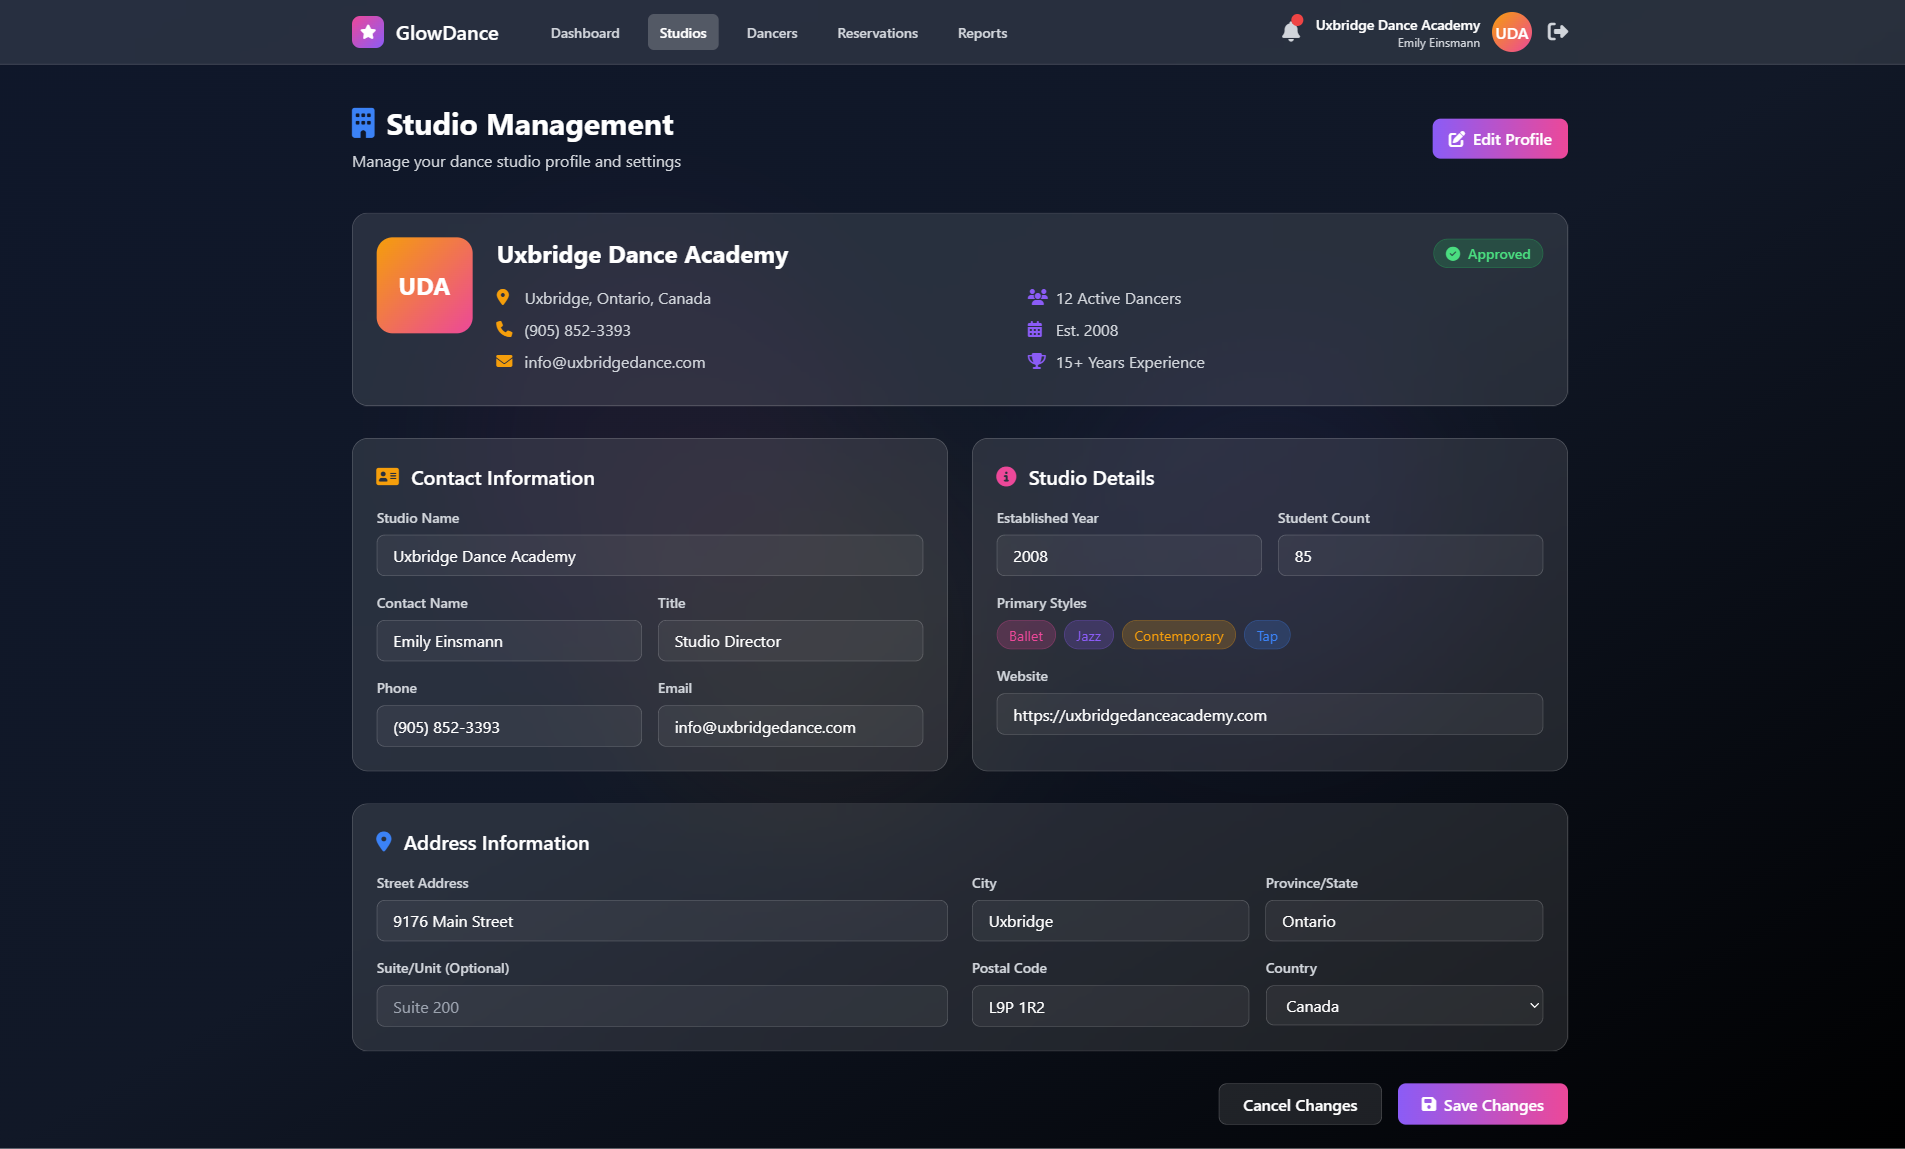 GlowDance
Dashboard
Studios
Dancers
Reservations
Reports
Uxbridge Dance Academy
Emily Einsmann
UDA
Studio Management
Manage your dance studio profile and settings
Edit Profile
UDA
Uxbridge Dance Academy
Approved
Uxbridge, Ontario, Canada
(905) 852-3393
info@uxbridgedance.com
12 Active Dancers
Est. 2008
15+ Years Experience
Contact Information
Studio Name
Uxbridge Dance Academy
Contact Name
Title
Emily Einsmann
Studio Director
Phone
Email
(905) 852-3393
info@uxbridgedance.com
Studio Details
Established Year
Student Count
2008
85
Primary Styles
Ballet
Jazz
Contemporary
Tap
Website
https://uxbridgedanceacademy.com
Address Information
Street Address
City
Province/State
9176 Main Street
Uxbridge
Ontario
Suite/Unit (Optional)
Postal Code
Country
Suite 200
L9P 1R2
Canada
Cancel Changes
Save Changes